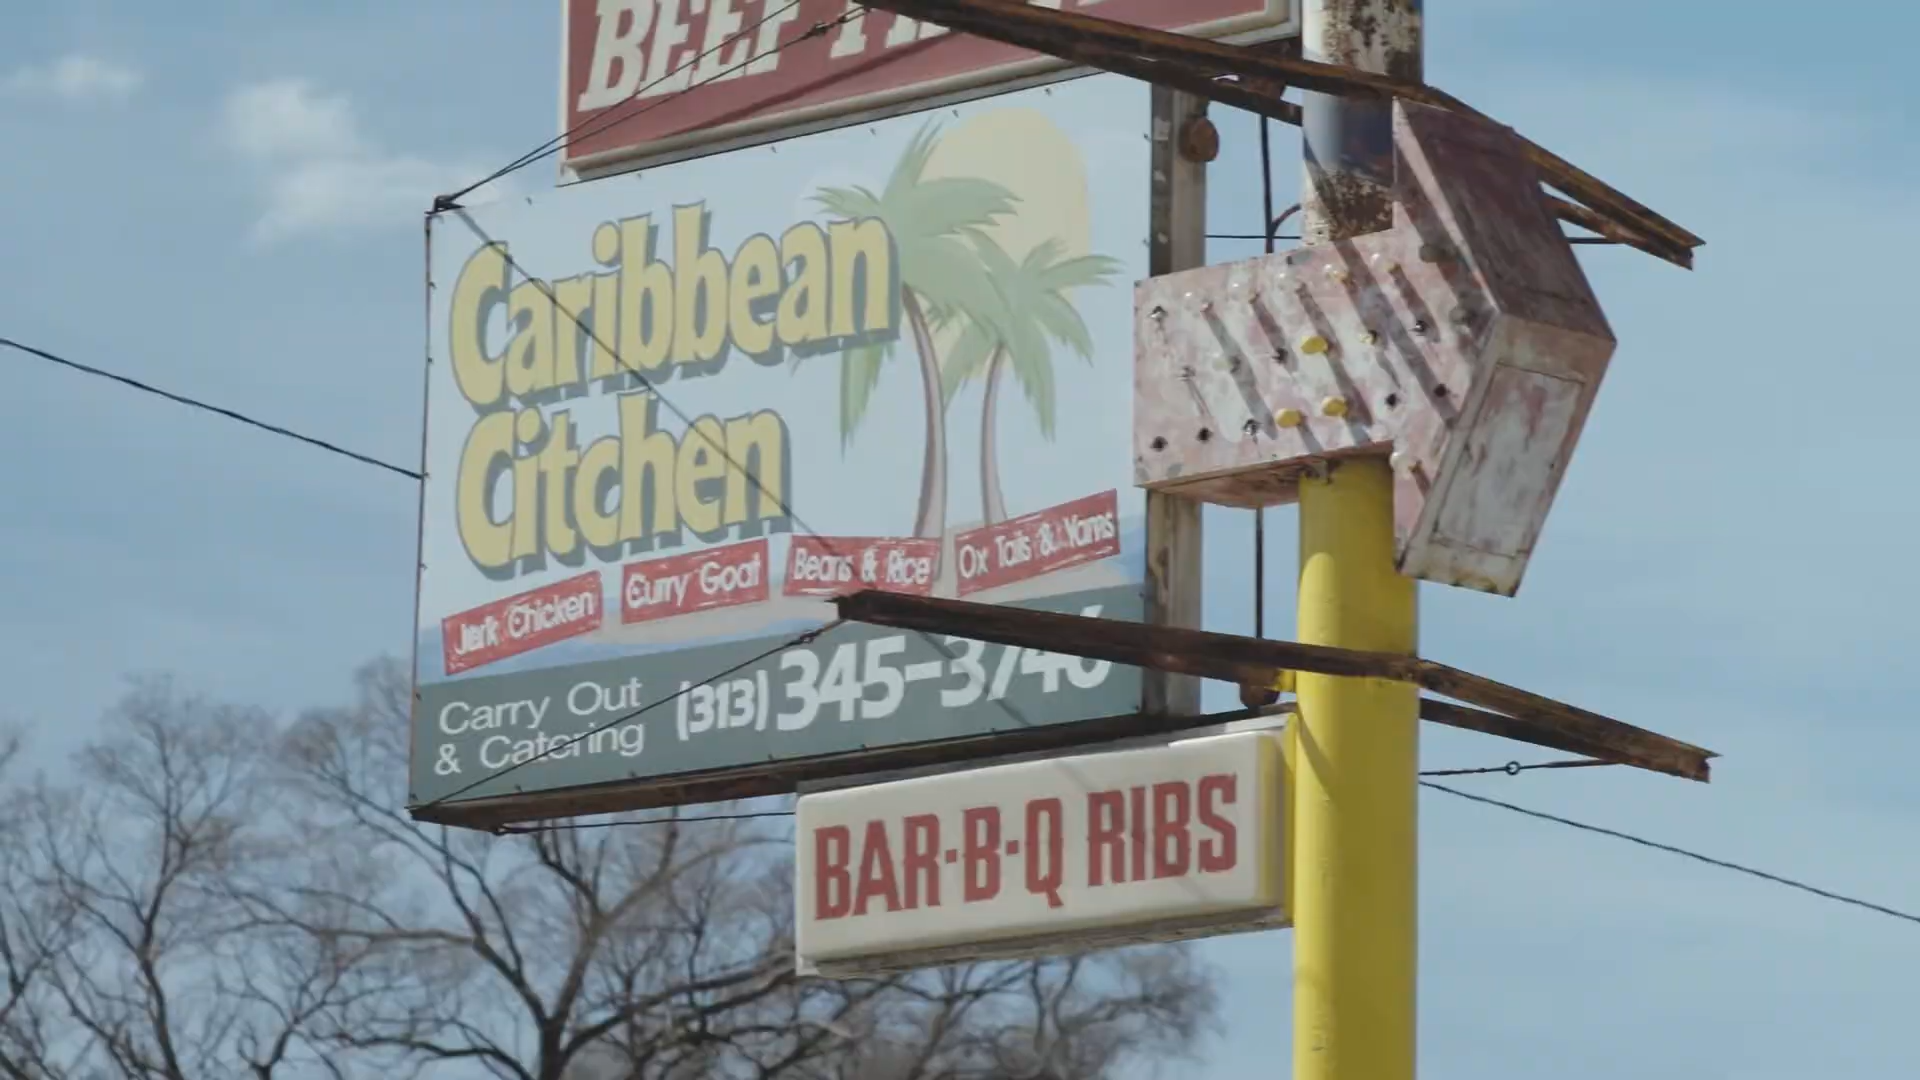 BEEF
Caribbean
Citchen
Jerk Chicken
Curry Goat
Beans & Rice
Ox Tails & Yams
Carry Out
& Catering
(313) 345-3746
BAR·B·Q RIBS